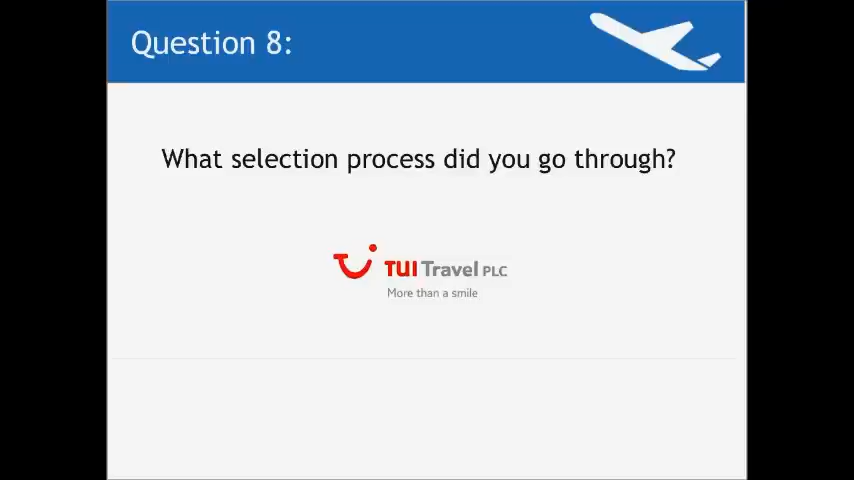 Question 8:
What selection process did you go through?
TUI Travel PLC
More than a smile